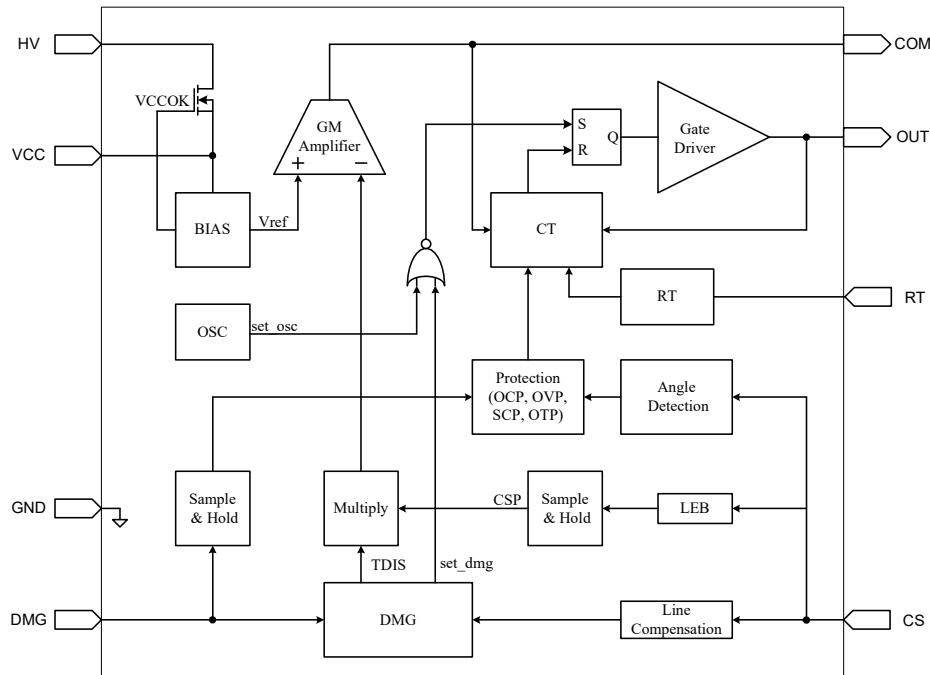 HV
COM
VCCOK
GM
Amplifier
+ −
S
R
Q
Gate
Driver
OUT
VCC
BIAS
Vref
CT
RT
RT
OSC
set_osc
Protection
(OCP, OVP,
SCP, OTP)
Angle
Detection
GND
Sample
& Hold
Multiply
CSP
Sample
& Hold
LEB
TDIS
set_dmg
DMG
DMG
Line
Compensation
CS